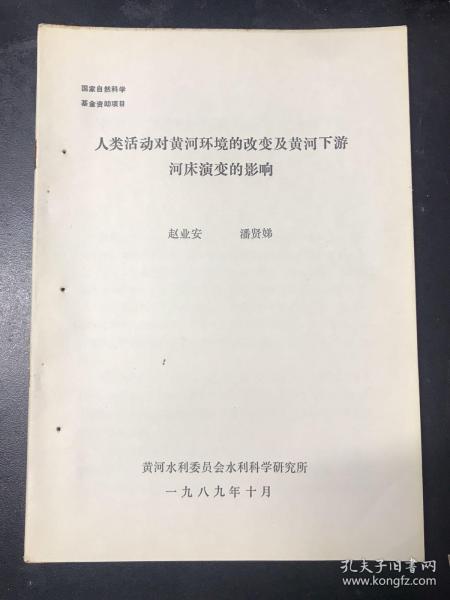 国家自然科学
基金资助项目
人类活动对黄河环境的改变及黄河下游
河床演变的影响
赵业安 潘贤娣
黄河水利委员会水利科学研究所
一九八九年十月
孔夫子旧书网
www.kongfz.com